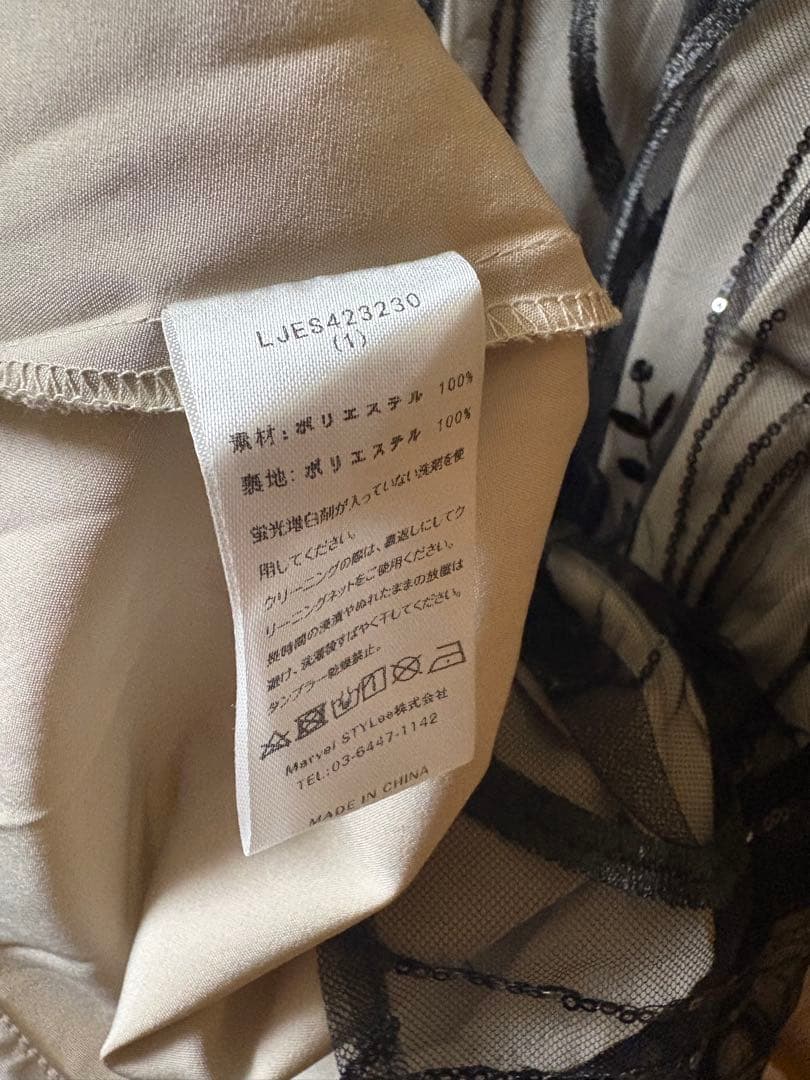 LJES423230
(1)
素材: ポリエステル 100%
裏地: ポリエステル 100%
蛍光増白剤が入っていない洗剤を使
用してください。
クリーニングの際は、裏返しにしてク
リーニングネットをご使用ください。
長時間の浸漬やぬれたままの放置は
避け、洗濯後すばやく干してください。
タンブラー乾燥禁止。
Marvel STYLee株式会社
TEL:03-6447-1142
MADE IN CHINA